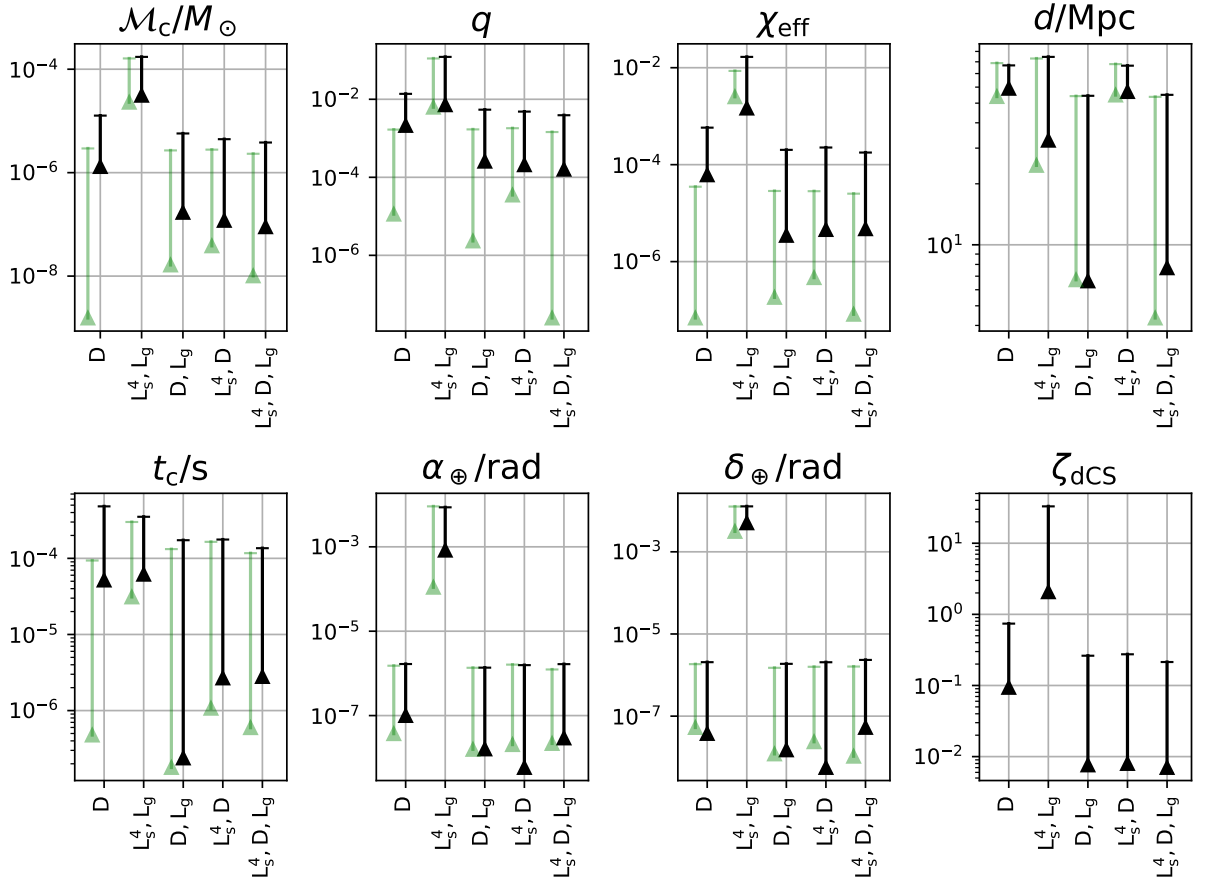 𝓜c/M⊙
q
χeff
d/Mpc
10⁻⁴
10⁻⁶
10⁻⁸
10⁻²
10⁻⁴
10⁻⁶
10⁻²
10⁻⁴
10⁻⁶
10¹
D
L⁴s, Lg
D, Lg
L⁴s, D
L⁴s, D, Lg
D
L⁴s, Lg
D, Lg
L⁴s, D
L⁴s, D, Lg
D
L⁴s, Lg
D, Lg
L⁴s, D
L⁴s, D, Lg
D
L⁴s, Lg
D, Lg
L⁴s, D
L⁴s, D, Lg
tc/s
α⊕/rad
δ⊕/rad
ζdCS
10⁻⁴
10⁻⁵
10⁻⁶
10⁻³
10⁻⁵
10⁻⁷
10⁻³
10⁻⁵
10⁻⁷
10¹
10⁰
10⁻¹
10⁻²
D
L⁴s, Lg
D, Lg
L⁴s, D
L⁴s, D, Lg
D
L⁴s, Lg
D, Lg
L⁴s, D
L⁴s, D, Lg
D
L⁴s, Lg
D, Lg
L⁴s, D
L⁴s, D, Lg
D
L⁴s, Lg
D, Lg
L⁴s, D
L⁴s, D, Lg